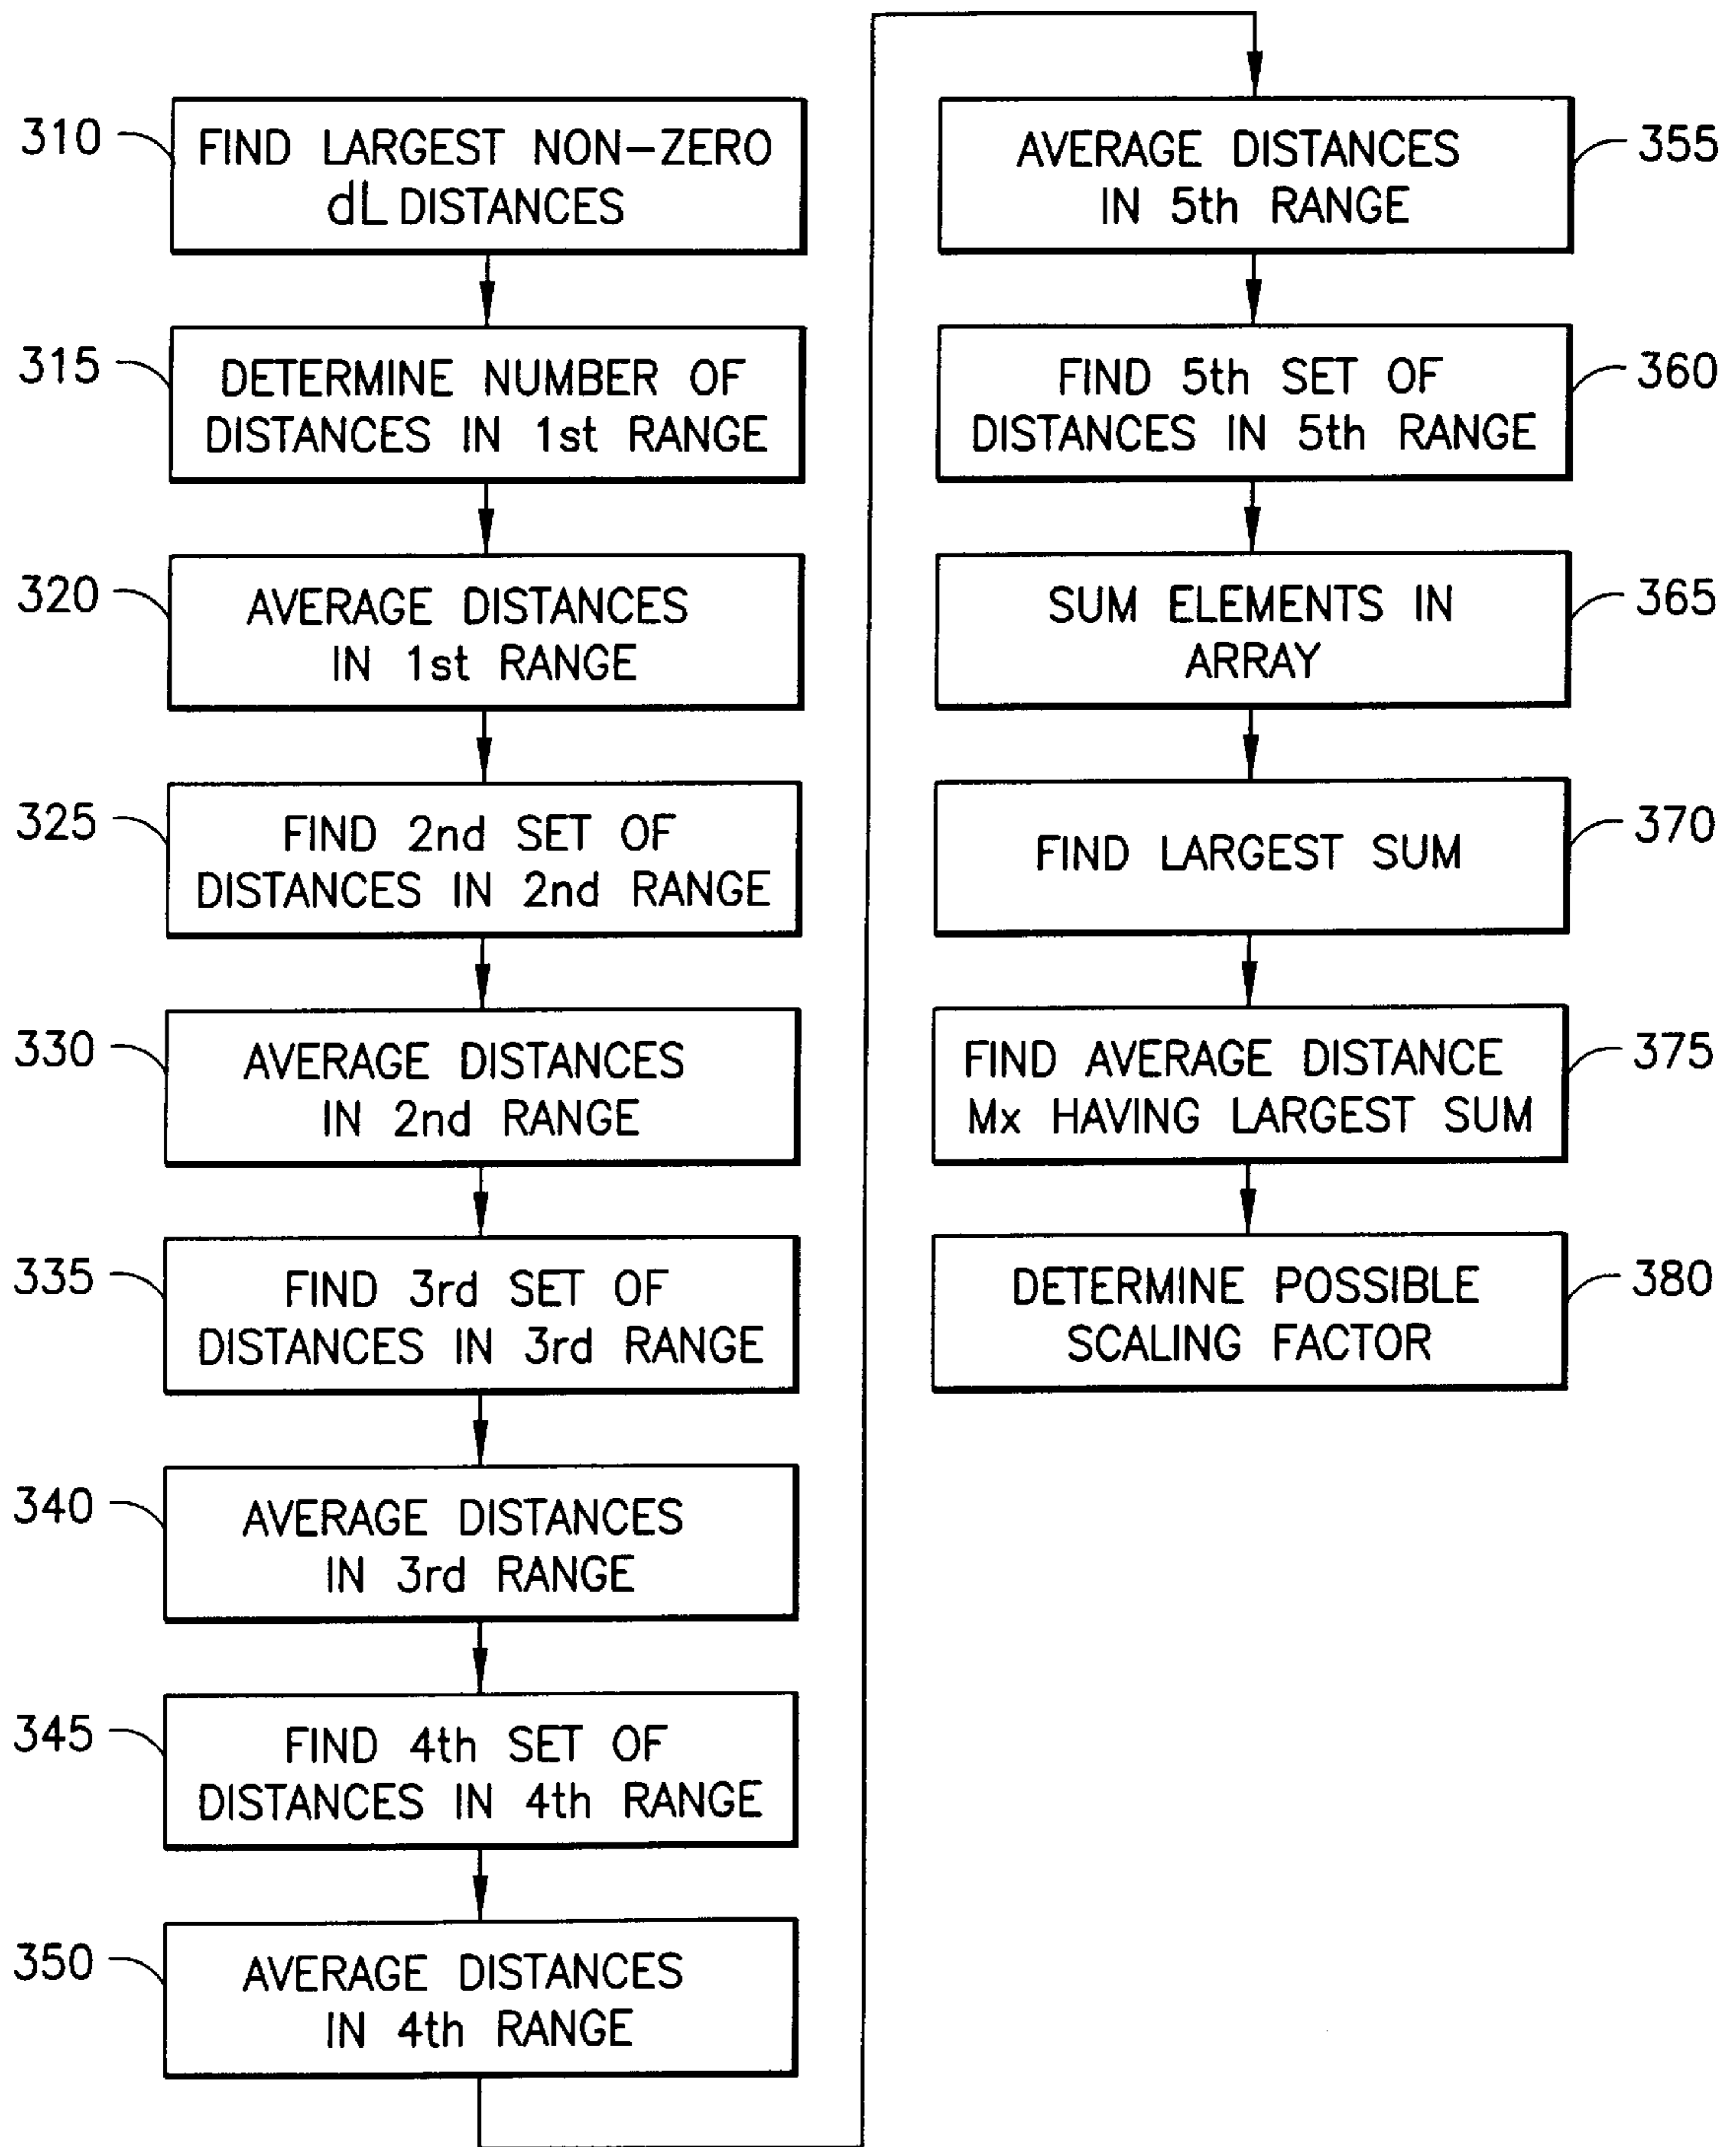 310
FIND LARGEST NON-ZERO
dL DISTANCES
315
DETERMINE NUMBER OF
DISTANCES IN 1st RANGE
320
AVERAGE DISTANCES
IN 1st RANGE
325
FIND 2nd SET OF
DISTANCES IN 2nd RANGE
330
AVERAGE DISTANCES
IN 2nd RANGE
335
FIND 3rd SET OF
DISTANCES IN 3rd RANGE
340
AVERAGE DISTANCES
IN 3rd RANGE
345
FIND 4th SET OF
DISTANCES IN 4th RANGE
350
AVERAGE DISTANCES
IN 4th RANGE
AVERAGE DISTANCES
IN 5th RANGE
355
FIND 5th SET OF
DISTANCES IN 5th RANGE
360
SUM ELEMENTS IN
ARRAY
365
FIND LARGEST SUM
370
FIND AVERAGE DISTANCE
Mx HAVING LARGEST SUM
375
DETERMINE POSSIBLE
SCALING FACTOR
380